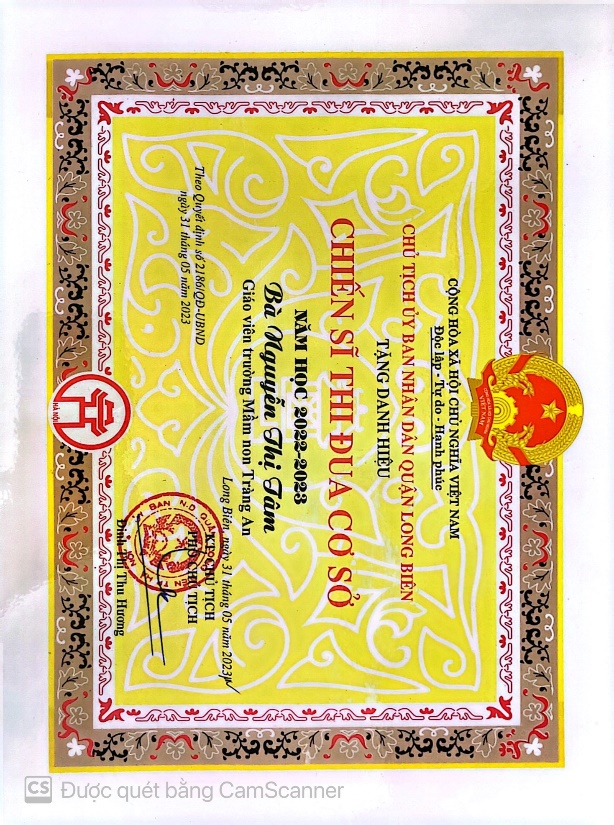 CỘNG HÒA XÃ HỘI CHỦ NGHĨA VIỆT NAM
Độc lập - Tự do - Hạnh phúc
CHỦ TỊCH ỦY BAN NHÂN DÂN QUẬN LONG BIÊN
TẶNG DANH HIỆU
CHIẾN SĨ THI ĐUA CƠ SỞ
NĂM HỌC 2022-2023
Bà Nguyễn Thị Tâm
Giáo viên trường Mầm non Tràng An
Theo Quyết định số 2186/QĐ-UBND
ngày 31 tháng 05 năm 2023
Long Biên, ngày 31 tháng 05 năm 2023
KT. CHỦ TỊCH
PHÓ CHỦ TỊCH
Đinh Thị Thu Hương
VIỆT NAM
HÀ NỘI
CS Được quét bằng CamScanner